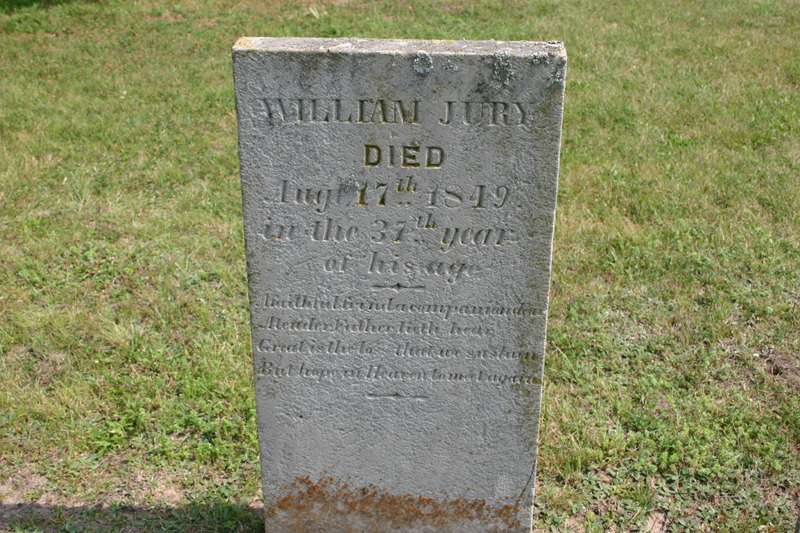 WILLIAM JURY
DIED
Aug 17th 1849.
in the 37th year
of his age
A faithful friend a companion dear
A tender Father lieth hear
Great is the loss that we sustain
But hope in Heaven to meet again